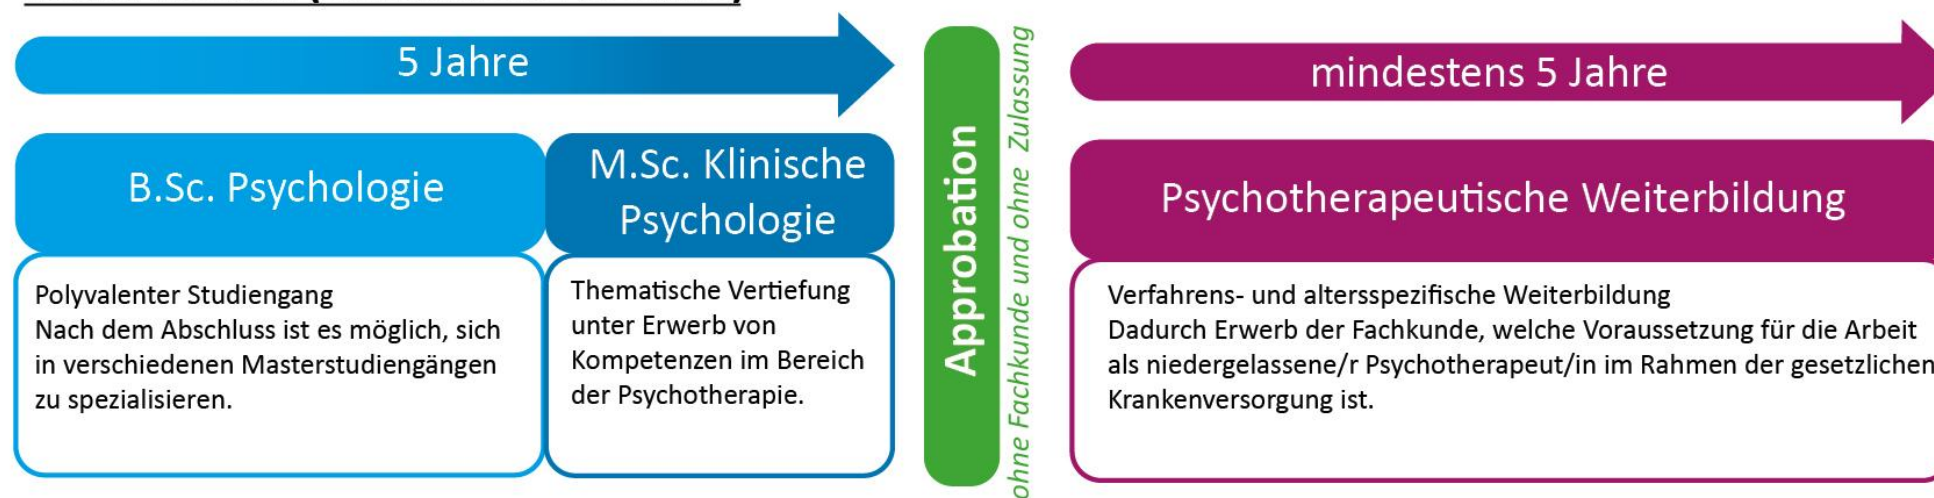 5 Jahre
B.Sc. Psychologie
M.Sc. Klinische
Psychologie
Polyvalenter Studiengang
Nach dem Abschluss ist es möglich, sich
in verschiedenen Masterstudiengängen
zu spezialisieren.
Thematische Vertiefung
unter Erwerb von
Kompetenzen im Bereich
der Psychotherapie.
Approbation
ohne Fachkunde und ohne Zulassung
mindestens 5 Jahre
Psychotherapeutische Weiterbildung
Verfahrens- und altersspezifische Weiterbildung
Dadurch Erwerb der Fachkunde, welche Voraussetzung für die Arbeit
als niedergelassene/r Psychotherapeut/in im Rahmen der gesetzlichen
Krankenversorgung ist.